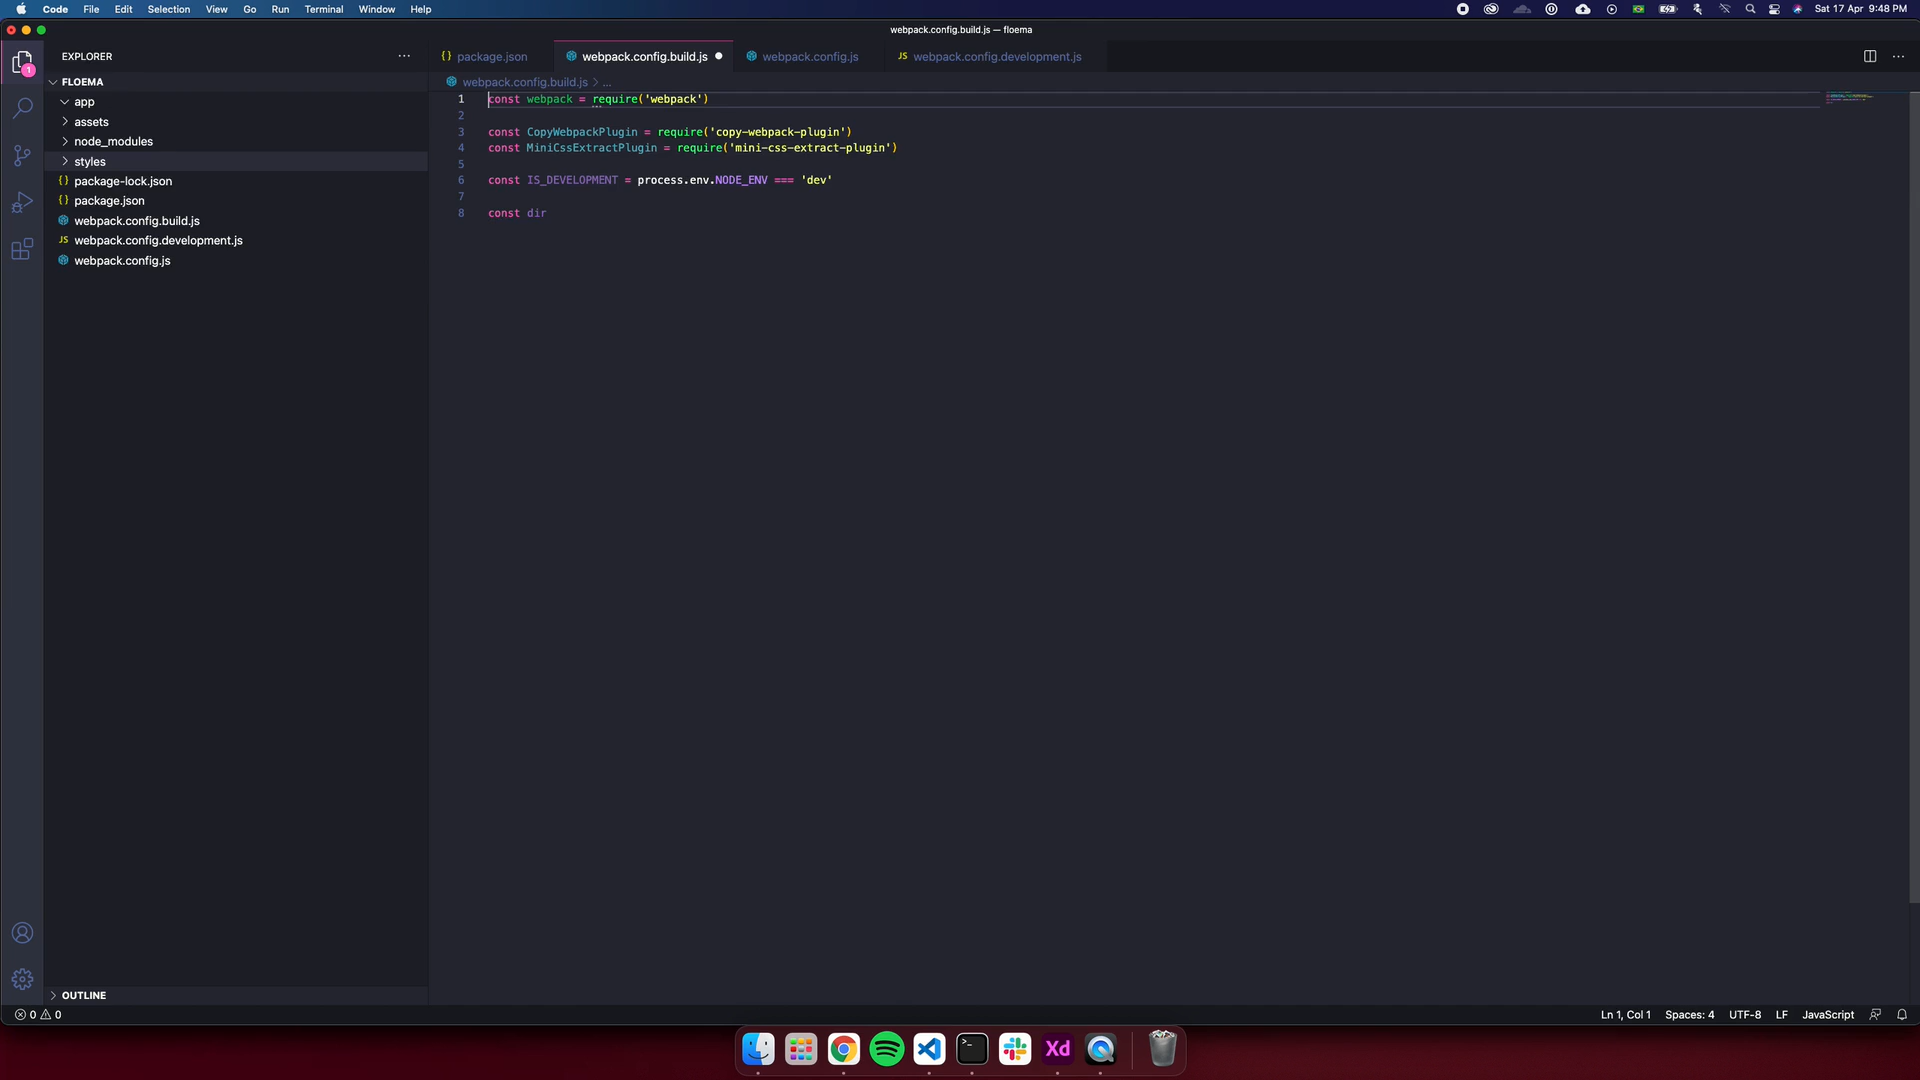 Code File Edit Selection View Go Run Terminal Window Help
Sat 17 Apr 9:48 PM
webpack.config.build.js — floema
EXPLORER
package.json
webpack.config.build.js
webpack.config.js
JS webpack.config.development.js
FLOEMA
webpack.config.build.js > ...
app
assets
node_modules
styles
{} package-lock.json
{} package.json
webpack.config.build.js
JS webpack.config.development.js
webpack.config.js
1 const webpack = require('webpack')
2
3 const CopyWebpackPlugin = require('copy-webpack-plugin')
4 const MiniCssExtractPlugin = require('mini-css-extract-plugin')
5
6 const IS_DEVELOPMENT = process.env.NODE_ENV === 'dev'
7
8 const dir
1
OUTLINE
0 0
Ln 1, Col 1 Spaces: 4 UTF-8 LF JavaScript
Xd